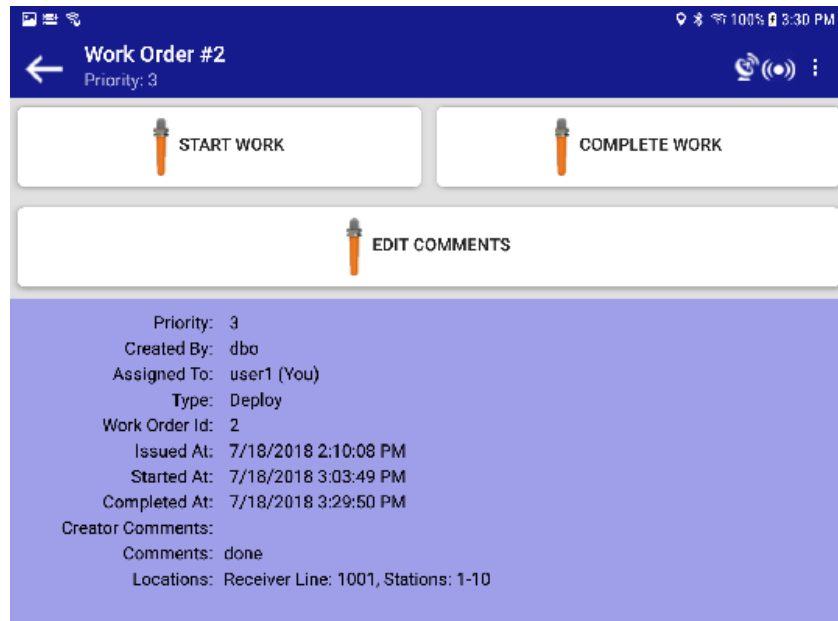 100% 3:30 PM
Work Order #2
Priority: 3
START WORK
COMPLETE WORK
EDIT COMMENTS
Priority: 3
Created By: dbo
Assigned To: user1 (You)
Type: Deploy
Work Order Id: 2
Issued At: 7/18/2018 2:10:08 PM
Started At: 7/18/2018 3:03:49 PM
Completed At: 7/18/2018 3:29:50 PM
Creator Comments:
Comments: done
Locations: Receiver Line: 1001, Stations: 1-10